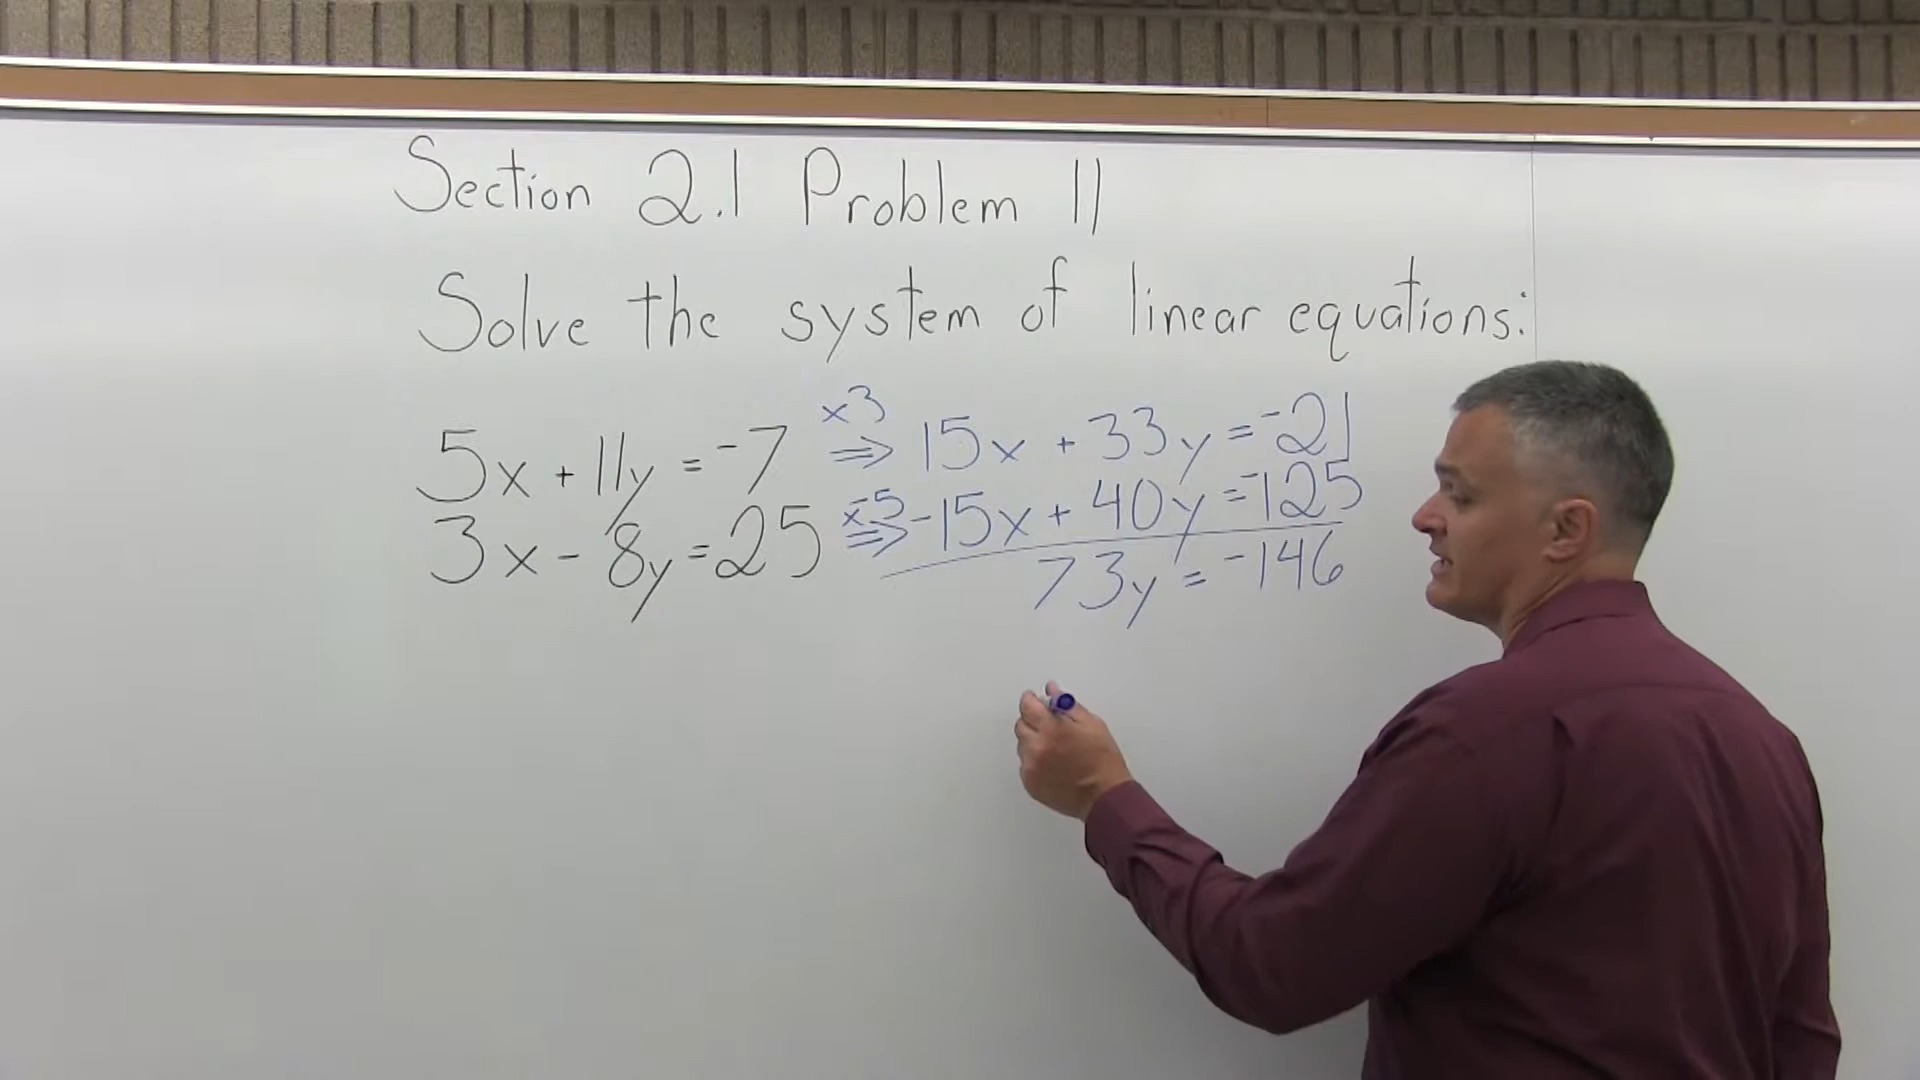 Section 2.1 Problem 11
Solve the system of linear equations:
5x + 11y = -7 x3 ⇒ 15x + 33y = -21
3x - 8y = 25 x-5 ⇒ -15x + 40y = -125
73y = -146